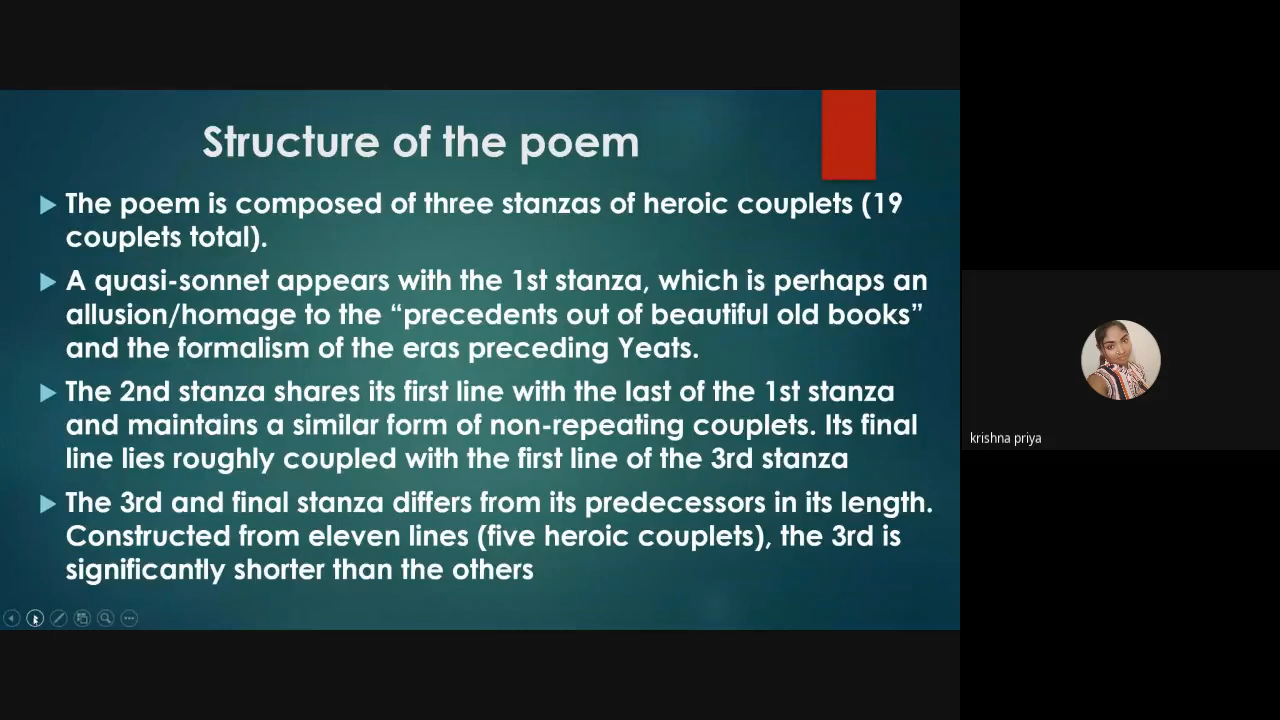 Structure of the poem
The poem is composed of three stanzas of heroic couplets (19
couplets total).
A quasi-sonnet appears with the 1st stanza, which is perhaps an
allusion/homage to the “precedents out of beautiful old books”
and the formalism of the eras preceding Yeats.
The 2nd stanza shares its first line with the last of the 1st stanza
and maintains a similar form of non-repeating couplets. Its final
line lies roughly coupled with the first line of the 3rd stanza
The 3rd and final stanza differs from its predecessors in its length.
Constructed from eleven lines (five heroic couplets), the 3rd is
significantly shorter than the others
krishna priya